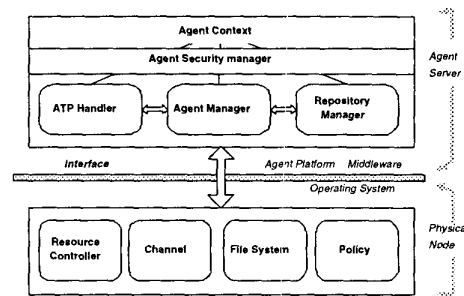 Agent Context
Agent Security manager
Agent
Server
ATP Handler
Agent Manager
Repository
Manager
Interface
Agent Platform Middleware
Operating System
Physical
Node
Resource
Controller
Channel
File System
Policy